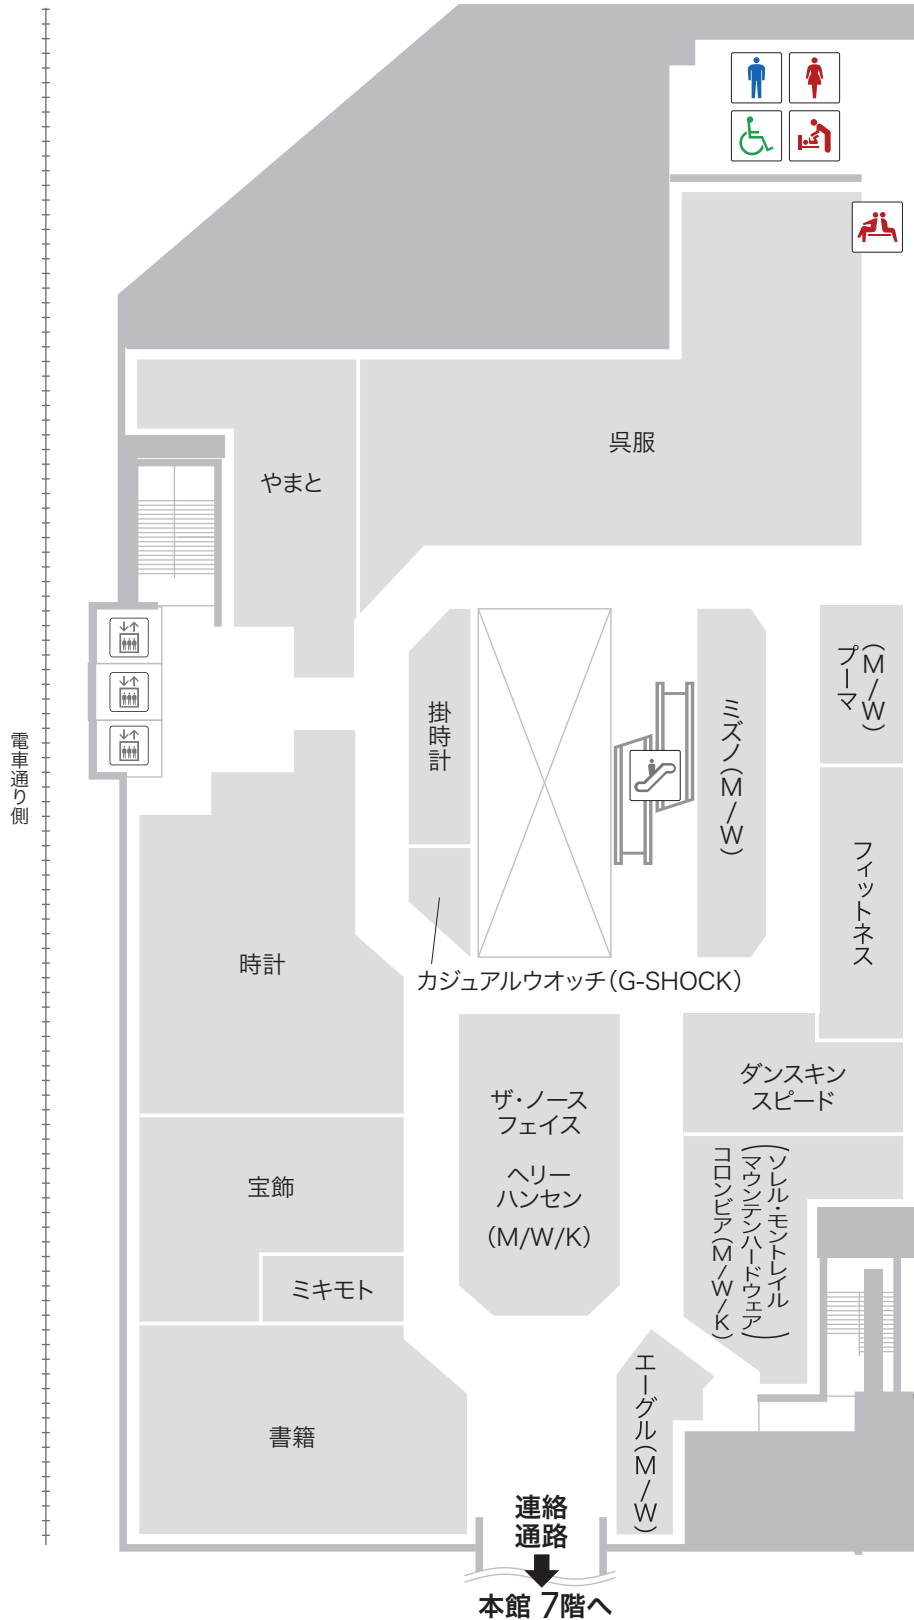 呉服
やまと
プーマ
(M/W)
掛時計
ミズノ(M/W)
電車通り側
フィットネス
時計
カジュアルウオッチ(G-SHOCK)
ダンスキン
スピード
ザ・ノース
フェイス
ヘリー
ハンセン
(M/W/K)
コロンビア(M/W/K)
(マウンテンハードウェア
ソレル・モントレイル)
宝飾
ミキモト
エーグル(M/W)
書籍
連絡
通路
本館 7階へ